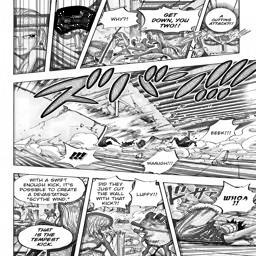 WHY?!
GET
DOWN, YOU
TWO!!
A
CUTTING
ATTACK?!
EEEK!!!
!!!
WAAUGH!!!
WITH A SWIFT
ENOUGH KICK, IT'S
POSSIBLE TO CREATE
A DEVASTATING
"SCYTHE WIND."
THAT IS
THE TEMPEST
KICK.
DID THEY
JUST CUT
THE WALL
WITH THAT
KICK?!
LUFFY!!
WHOA
!!